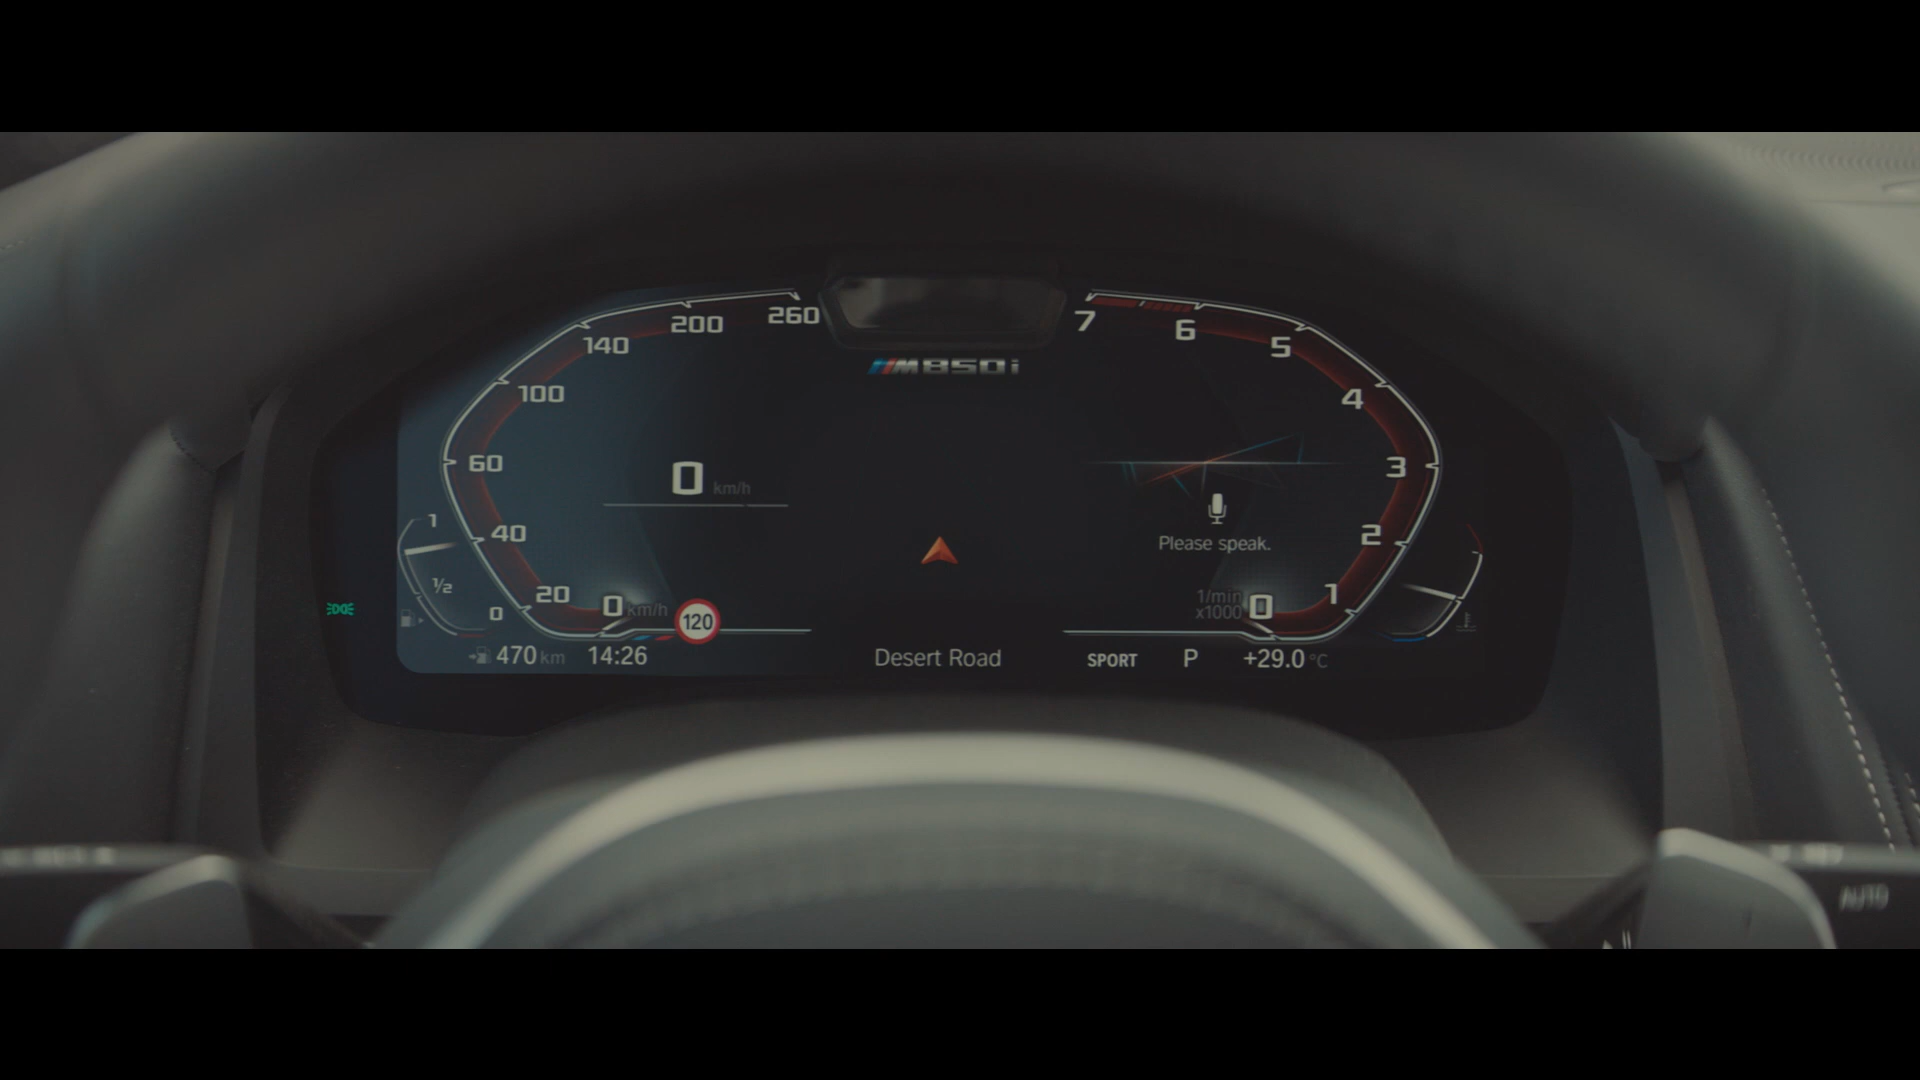 260
7
200
6
140
5
M850i
100
4
60
3
0 km/h
1
40
2
Please speak.
1/2
20
1
0
0 km/h
120
1/min
x1000
0
470 km
14:26
Desert Road
SPORT
P
+29.0 °C
AUTO